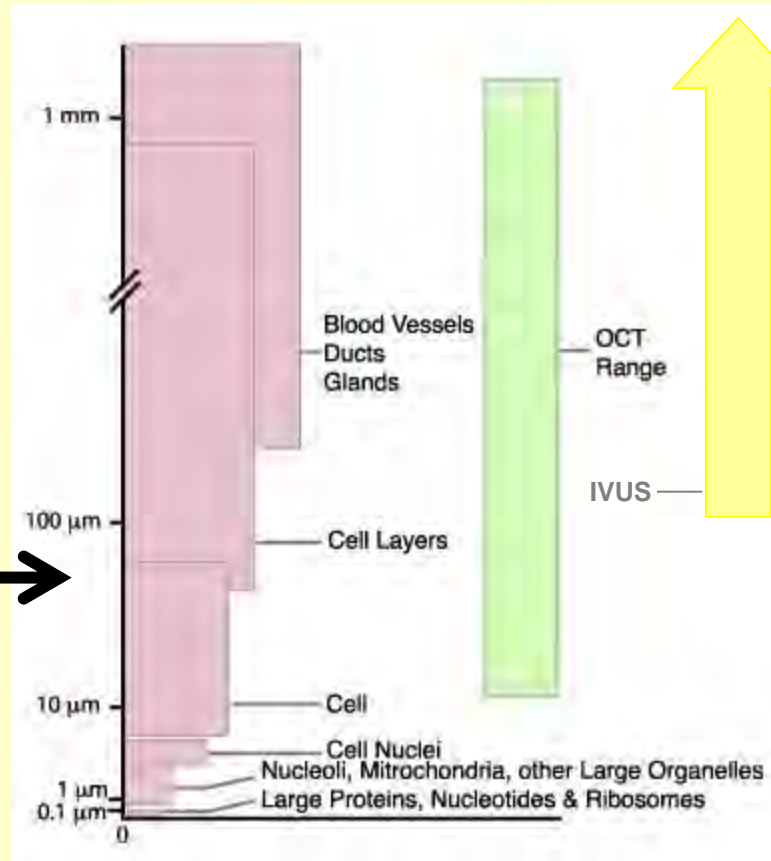 1 mm
Blood Vessels
Ducts
Glands
OCT
Range
IVUS
100 μm
Cell Layers
10 μm
Cell
Cell Nuclei
Nucleoli, Mitrochondria, other Large Organelles
1 μm
Large Proteins, Nucleotides & Ribosomes
0.1 μm
0